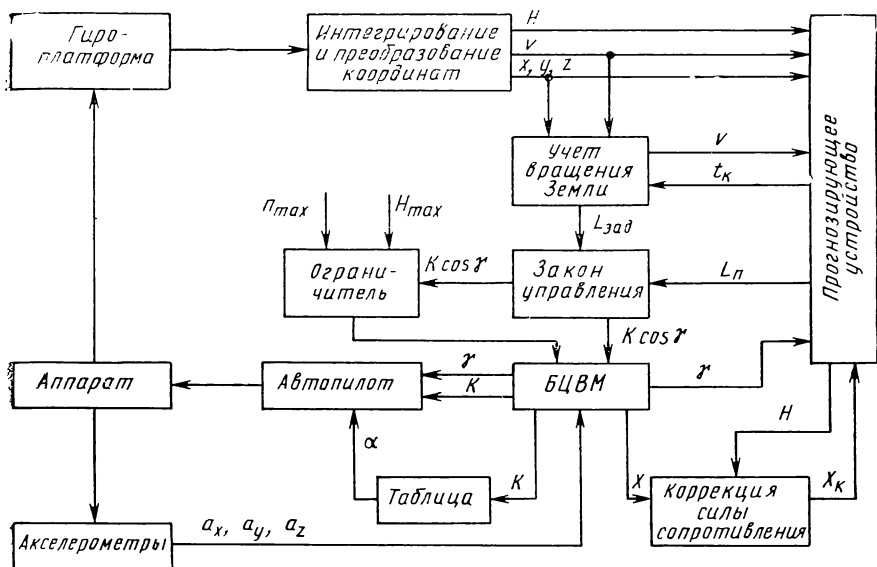 Гиро-
платформа
Интегрирование
и преобразование
координат
H
v
x, y, z
Прогнозирующее
устройство
Учет
вращения
Земли
v
tк
Lзад
nmax
Hmax
Ограни-
читель
K cos γ
Закон
управления
Lп
K cos γ
Аппарат
Автопилот
γ
K
БЦВМ
γ
H
α
Таблица
K
X
Коррекция
силы
сопротивления
Xк
Акселерометры
ax, ay, az